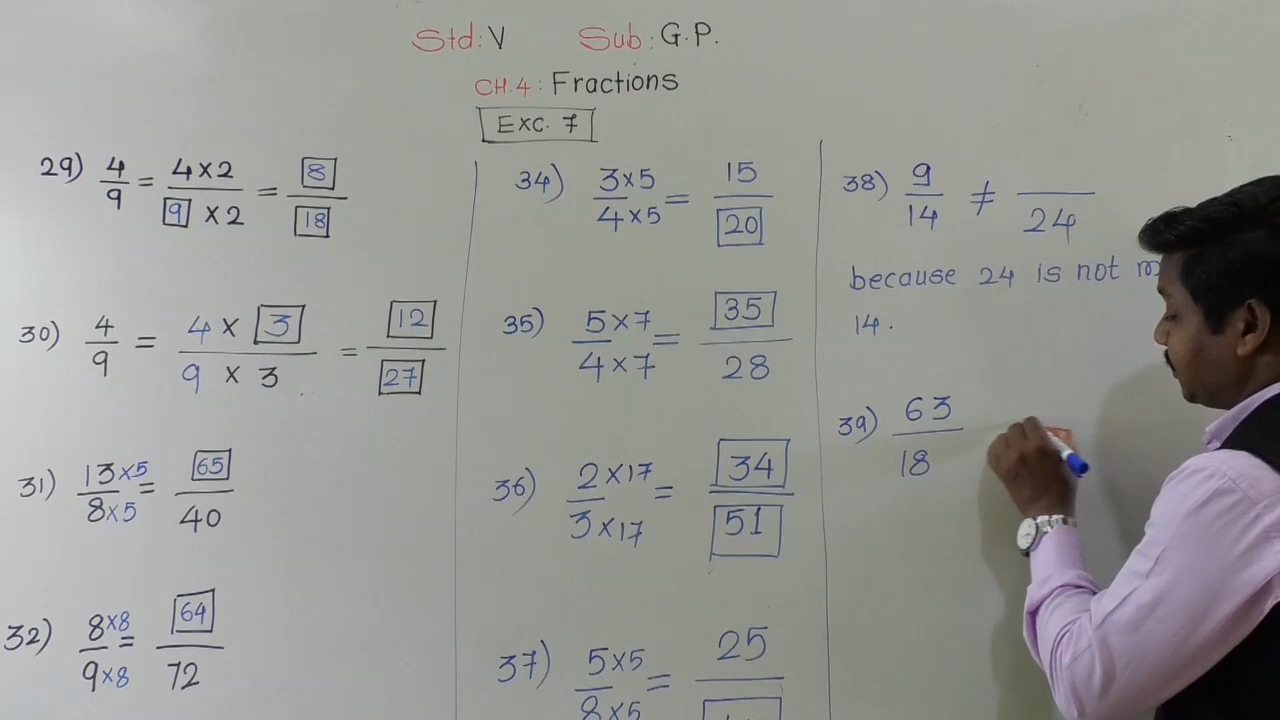 Std: V Sub: G.P.
CH.4: Fractions
Exc. 7
29) 4/9 = 4×2/9×2 = 8/18
30) 4/9 = 4×3/9×3 = 12/27
31) 13×5/8×5 = 65/40
32) 8×8/9×8 = 64/72
34) 3×5/4×5 = 15/20
35) 5×7/4×7 = 35/28
36) 2×17/3×17 = 34/51
37) 5×5/8×5 = 25/
38) 9/14 ≠ /24
because 24 is not
14.
39) 63/18